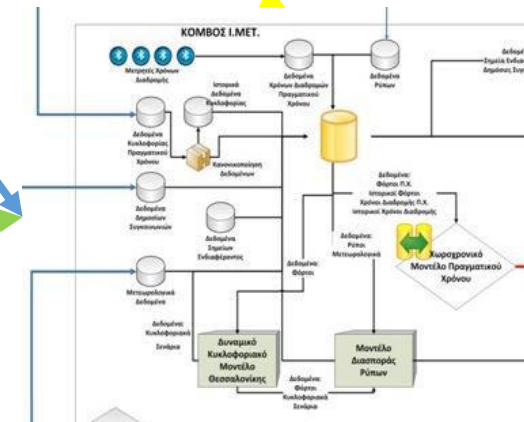 ΚΟΜΒΟΣ Ι.ΜΕΤ.
Μετρητές Χρόνων
Διαδρομής
Δεδομένα
Χρόνων Διαδρομών
Πραγματικού
Χρόνου
Δεδομένα
Ρύπων
Ιστορικά
Δεδομένα
Κυκλοφορίας
Δεδομένα
Κυκλοφορίας
Πραγματικού
Χρόνου
Κανονικοποίηση
Δεδομένων
Δεδομένα
Δημοσίων
Συγκοινωνιών
Δεδομένα
Σημείων
Ενδιαφέροντος
Μετεωρολογικά
Δεδομένα
Δεδομένα:
Φόρτοι Π.Χ.
Ιστορικοί Φόρτοι
Χρόνοι Διαδρομής Π.Χ.
Ιστορικοί Χρόνοι Διαδρομής
Δεδομένα:
Ρύποι
Μετεωρολογικά
Δεδομένα:
Φόρτοι
Χωροχρονικό
Μοντέλο Πραγματικού
Χρόνου
Δεδομένα:
Κυκλοφοριακά
Σενάρια
Δυναμικό
Κυκλοφοριακό
Μοντέλο
Θεσσαλονίκης
Μοντέλο
Διασποράς
Ρύπων
Δεδομένα:
Φόρτοι
Κυκλοφοριακά
Σενάρια